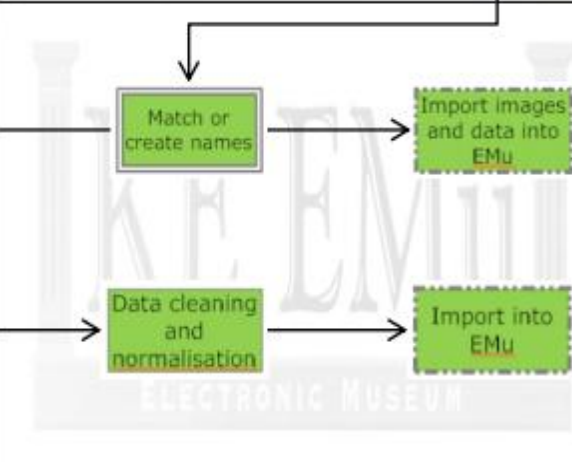 Match or
create names
Import images
and data into
EMu
KE EMu
Data cleaning
and
normalisation
Import into
EMu
ELECTRONIC MUSEUM